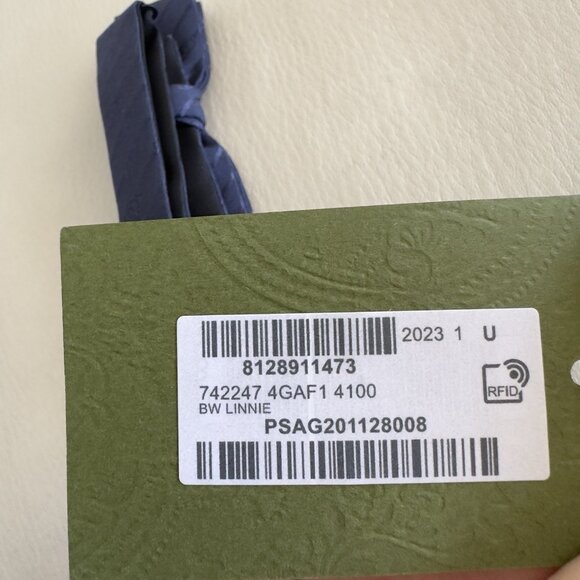 2023 1 U
8128911473
742247 4GAF1 4100
BW LINNIE
RFID
PSAG201128008